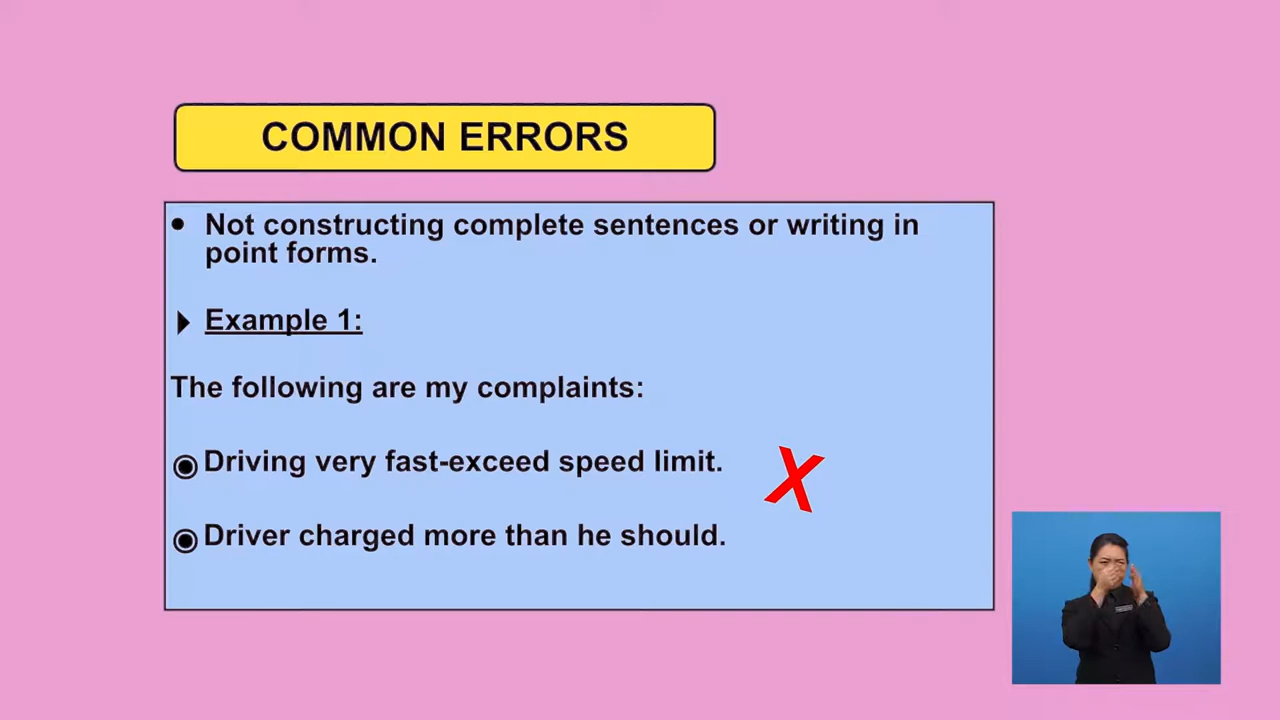 COMMON ERRORS
• Not constructing complete sentences or writing in
point forms.
Example 1:
The following are my complaints:
Driving very fast-exceed speed limit.
X
Driver charged more than he should.